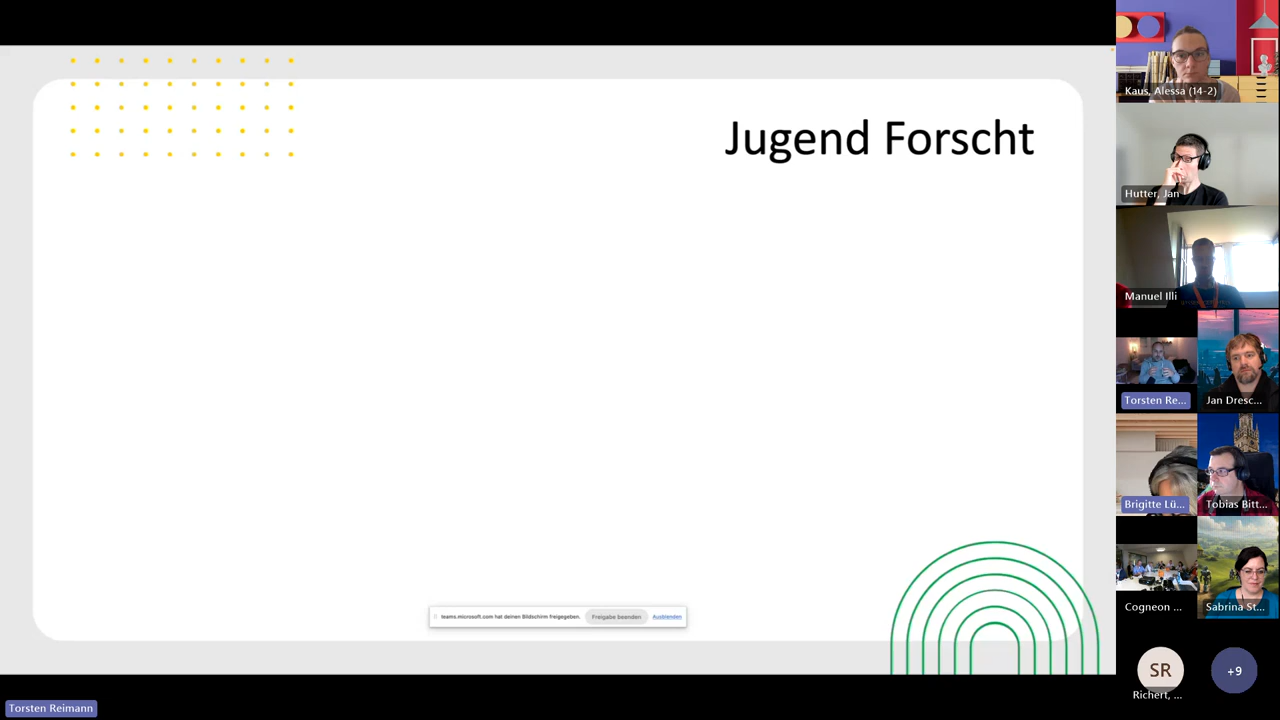 Jugend Forscht
teams.microsoft.com hat deinen Bildschirm freigegeben.
Freigabe beenden
Ausblenden
Torsten Reimann
Kaus, Alessa (14-2)
Hutter, Jan
Manuel Illi
Torsten Re...
Jan Dresc...
Brigitte Lü...
Tobias Bitt...
Cogneon ...
Sabrina St...
SR
Richert, ...
+9